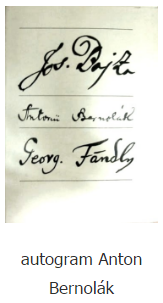 Jos. Bajza
Antonii Bernolák
Georg. Fándly
autogram Anton
Bernolák